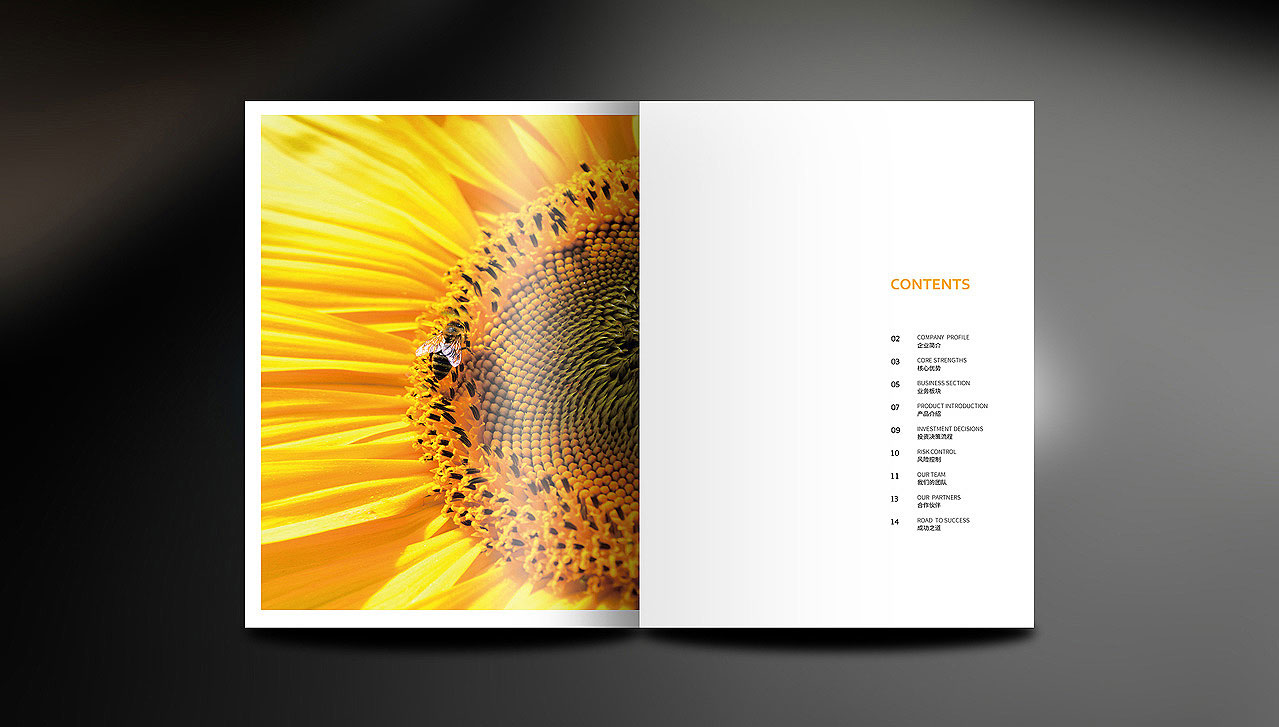 CONTENTS
02 COMPANY PROFILE
企业简介
03 CORE STRENGTHS
核心优势
05 BUSINESS SECTION
业务板块
07 PRODUCT INTRODUCTION
产品介绍
09 INVESTMENT DECISIONS
投资决策流程
10 RISK CONTROL
风险控制
11 OUR TEAM
我们的团队
13 OUR PARTNERS
合作伙伴
14 ROAD TO SUCCESS
成功之道